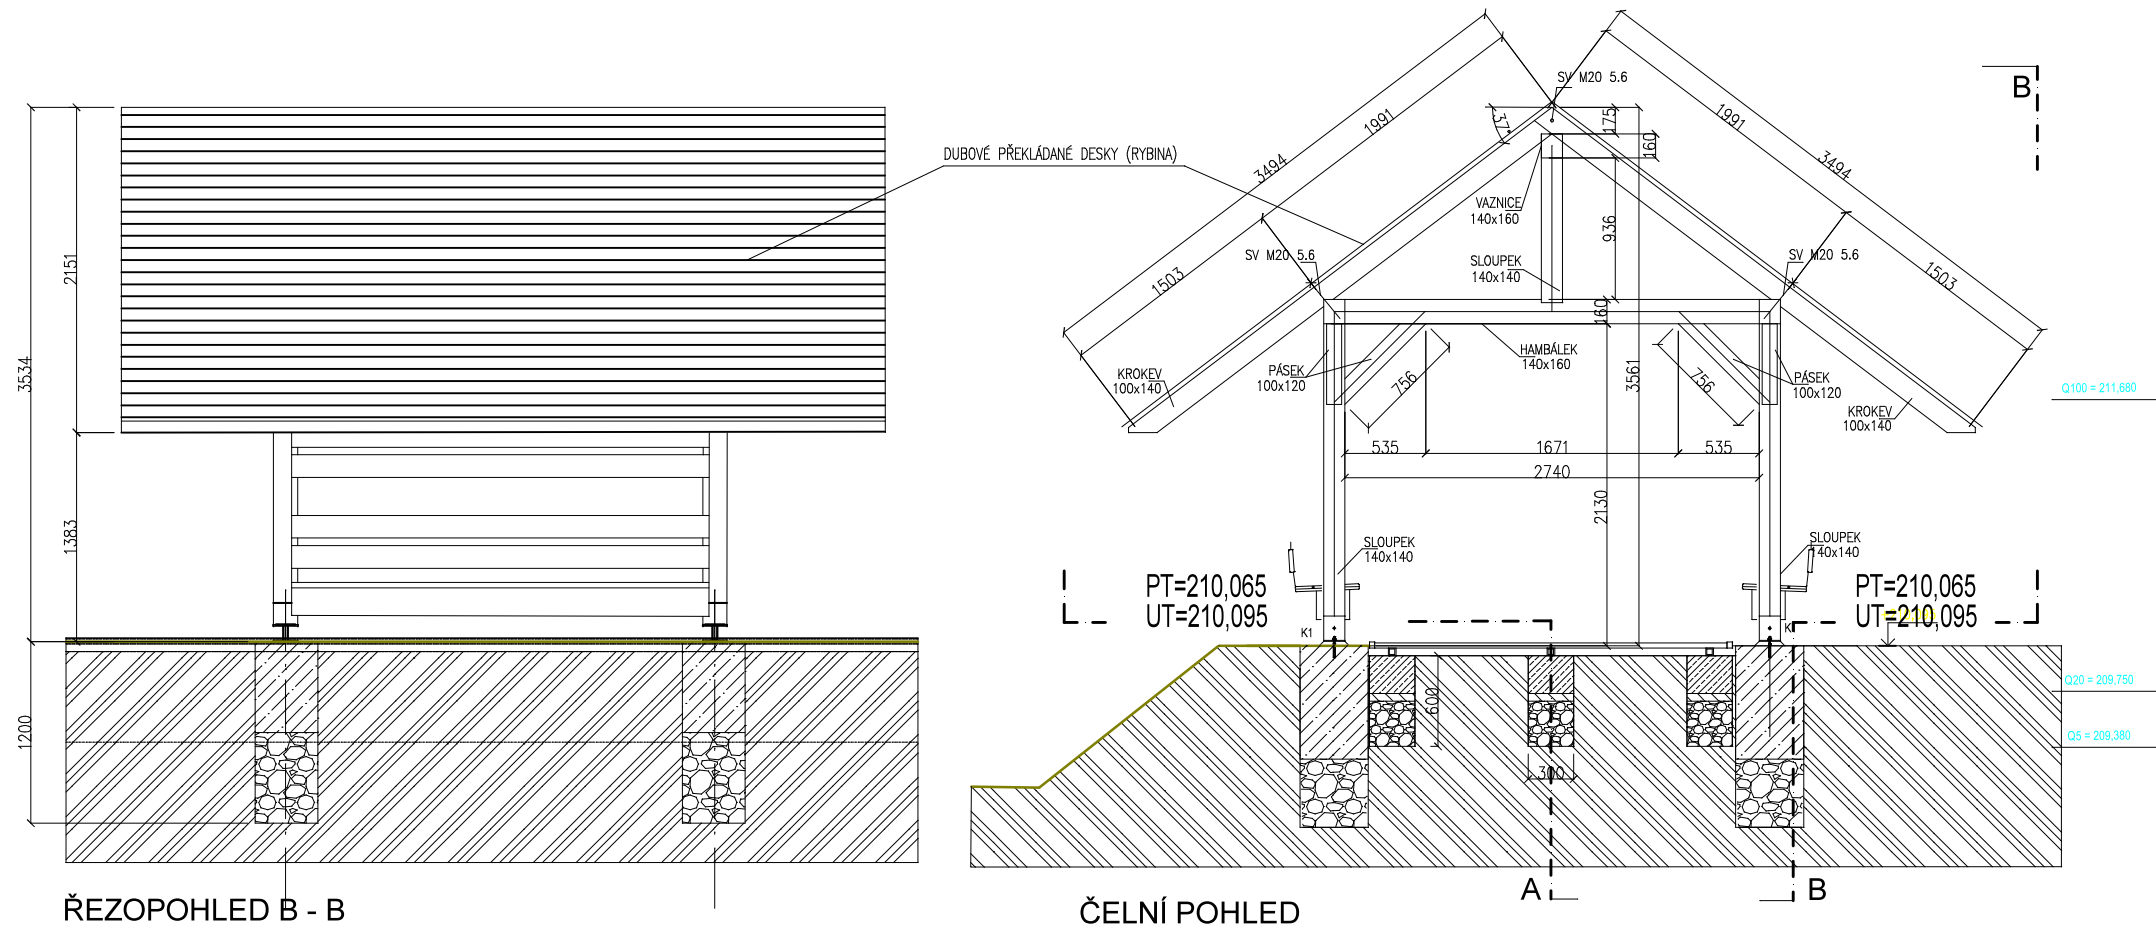 3534
2151
1383
1200
DUBOVÉ PŘEKLÁDANÉ DESKY (RYBINA)
ŘEZOPOHLED B - B
3494
1991
1503
SV M20 5.6
37°
175
160
1991
3494
1503
B
VAZNICE
140x160
936
SLOUPEK
140x140
SV M20 5.6
SV M20 5.6
160
HAMBÁLEK
140x160
3561
KROKEV
100x140
PÁSEK
100x120
756
756
PÁSEK
100x120
KROKEV
100x140
535
1671
535
2740
2130
SLOUPEK
140x140
SLOUPEK
140x140
PT=210,065
UT=210,095
PT=210,065
UT=210,095
K1
600
300
Q100 = 211,680
Q20 = 209,750
Q5 = 209,380
A
B
ČELNÍ POHLED